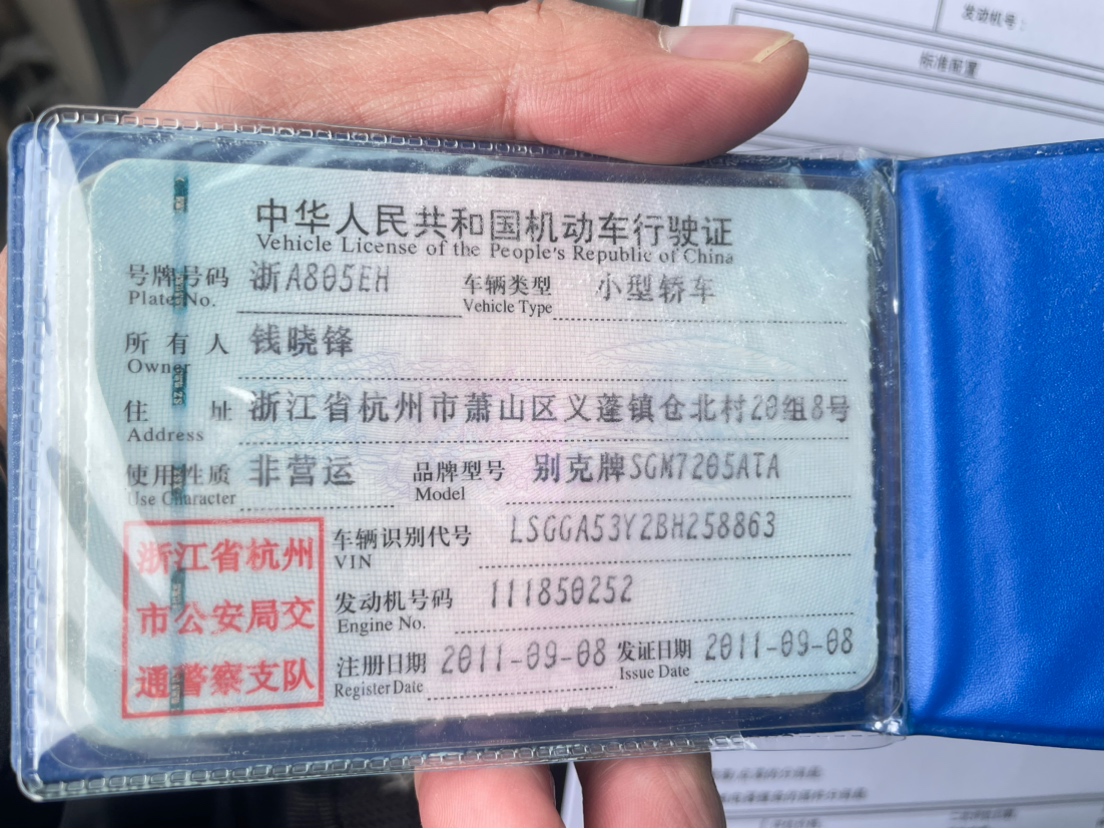 发动机号：
标准配置
中华人民共和国机动车行驶证
Vehicle License of the People's Republic of China
号牌号码 浙A805EH 车辆类型 小型轿车
Plate No. Vehicle Type
所有人 钱晓锋
Owner
住址 浙江省杭州市萧山区义蓬镇仓北村20组8号
Address
使用性质 非营运 品牌型号 别克牌SGM7205ATA
Use Character Model
浙江省杭州
市公安局交
通警察支队
车辆识别代号 LSGGA53Y2BH258863
VIN
发动机号码 111850252
Engine No.
注册日期 2011-09-08 发证日期 2011-09-08
Register Date Issue Date